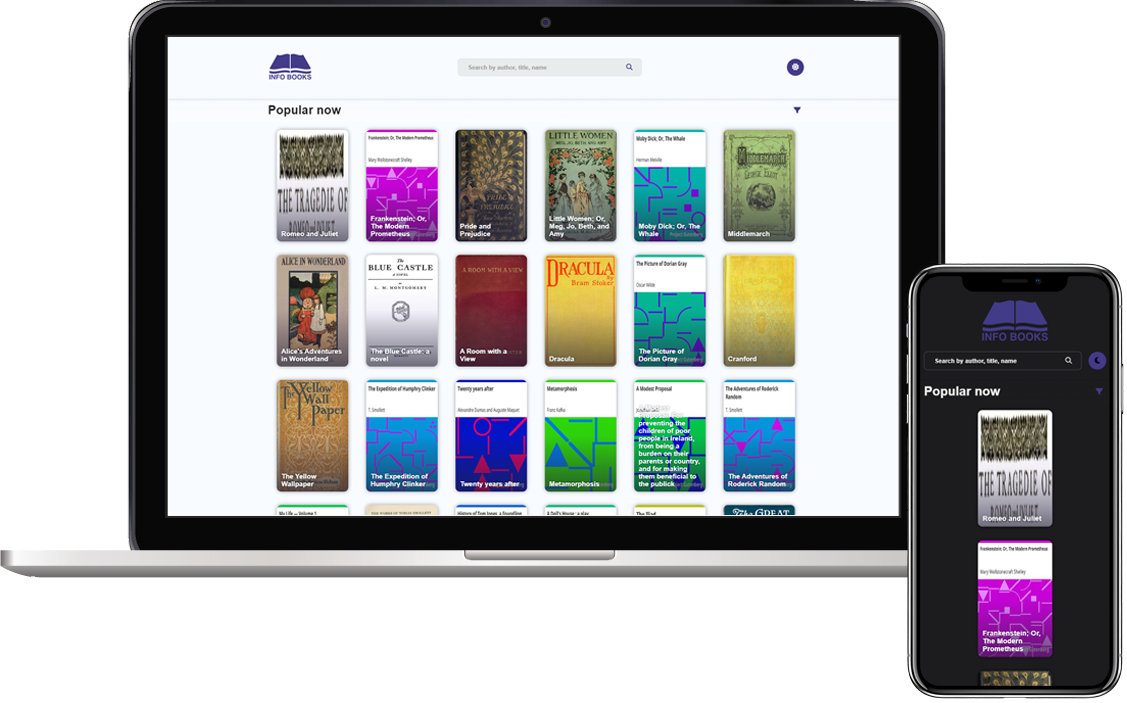 INFO BOOKS
Search by author, title, name
Popular now
THE TRAGEDIE OF
ROMEO and IVLIET
Romeo and Juliet
Frankenstein; Or, The Modern Prometheus
Mary Wollstonecraft Shelley
Frankenstein; Or,
The Modern
Prometheus
PRIDE
PREJUDICE
Pride and
Prejudice
LITTLE WOMEN
MEG, JO, BETH, AND AMY
Little Women; Or,
Meg, Jo, Beth, and
Amy
Moby Dick; Or, The Whale
Herman Melville
Moby Dick; Or, The
Whale
MIDDLEMARCH
GEORGE ELIOT
Middlemarch
ALICE IN WONDERLAND
Alice's Adventures
in Wonderland
The
BLUE CASTLE
A NOVEL
BY
L. M. MONTGOMERY
The Blue Castle: a
novel
A ROOM WITH A VIEW
A Room with a
View
DRACULA
By
Bram Stoker
Dracula
The Picture of Dorian Gray
Oscar Wilde
The Picture of
Dorian Gray
Cranford
The Yellow
Wall
Paper
The Yellow
Wallpaper
The Expedition of Humphry Clinker
T. Smollett
The Expedition of
Humphry Clinker
Twenty years after
Alexandre Dumas and Auguste Maquet
Twenty years after
Metamorphosis
Franz Kafka
Metamorphosis
A Modest Proposal
preventing the
children of poor
people in Ireland,
from being a
burden on their
parents or country,
and for making
them beneficial to
the publick
The Adventures of Roderick
Random
T. Smollett
The Adventures of
Roderick Random
My Life — Volume 1
History of Tom Jones, a Foundling
A Doll's House : a play
The Iliad
The GREAT
INFO BOOKS
Search by author, title, name
Popular now
THE TRAGEDIE OF
ROMEO and IVLIET
Romeo and Juliet
Frankenstein; Or, The Modern Prometheus
Mary Wollstonecraft Shelley
Frankenstein; Or,
The Modern
Prometheus